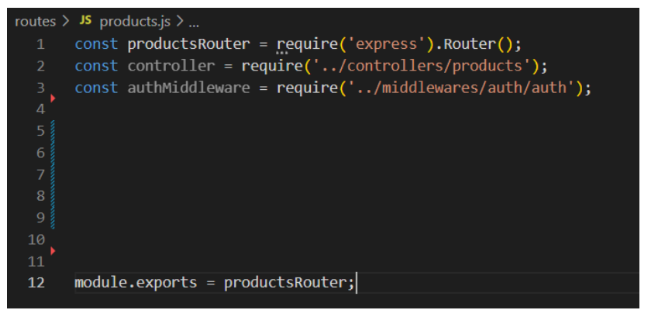 routes > JS products.js > ...
1 const productsRouter = require('express').Router();
2 const controller = require('../controllers/products');
3 const authMiddleware = require('../middlewares/auth/auth');
4
5
6
7
8
9
10
11
12 module.exports = productsRouter;